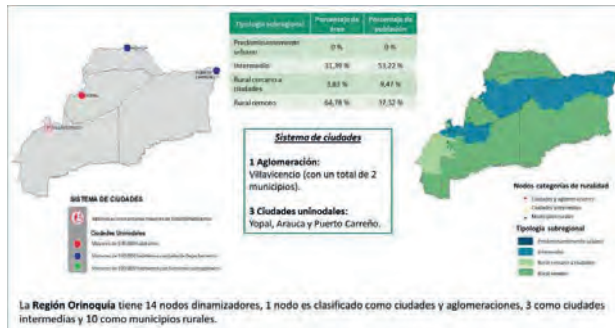 Tipología subregional
Porcentaje de área
Porcentaje de población
Predominantemente urbano
0 %
0 %
Intermedio
31,39 %
53,22 %
Rural cercano a ciudades
3,83 %
9,47 %
Rural remoto
64,78 %
37,32 %
Sistema de ciudades
1 Aglomeración:
Villavicencio (con un total de 2
municipios).
3 Ciudades uninodales:
Yopal, Arauca y Puerto Carreño.
SISTEMA DE CIUDADES
Ciudades Uninodales
Nodos categorías de ruralidad
Ciudades y aglomeraciones
Ciudades intermedias
Municipios rurales
Tipología subregional
Predominantemente urbano
Intermedio
Rural cercano a ciudades
Rural remoto
La Región Orinoquia tiene 14 nodos dinamizadores, 1 nodo es clasificado como ciudades y aglomeraciones, 3 como ciudades
intermedias y 10 como municipios rurales.